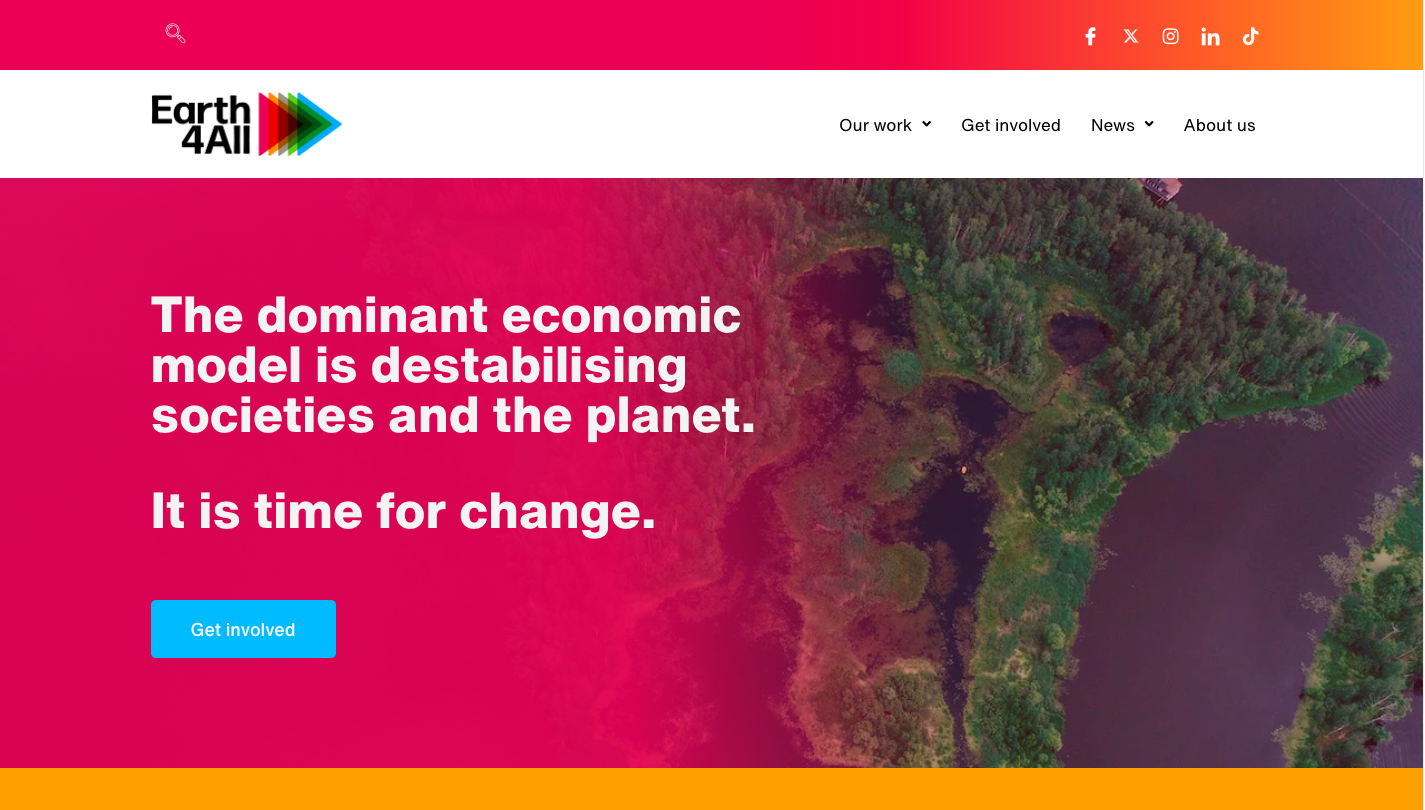 Earth
4All
Our work
Get involved
News
About us
The dominant economic
model is destabilising
societies and the planet.
It is time for change.
Get involved